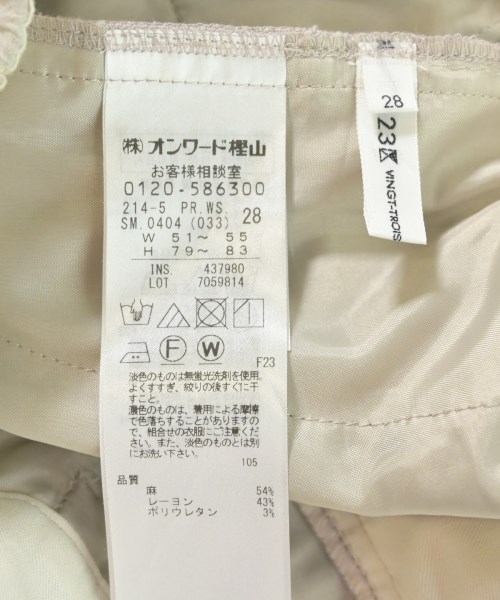 ㈱ オンワード樫山
お客様相談室
0120-586300
214-5 PR.WS. 28
SM.0404 (033)
W 51～ 55
H 79～ 83
INS. 437980
LOT 7059814
F
W
F23
淡色のものは無蛍光洗剤を使用。
よくすすぎ、絞りの後すぐに干
すこと。
濃色のものは、着用による摩擦
で色落ちすることがありますの
で、組合せの衣服にご注意くだ
さい。また、淡色のものとは別
にお洗い下さい。
105
品質
麻 54%
レーヨン 43%
ポリウレタン 3%
28
23区
VINGT-TROIS